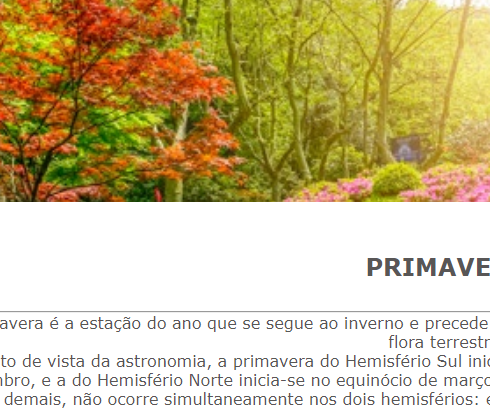 PRIMAVE
avera é a estação do ano que se segue ao inverno e precede
flora terrestr
to de vista da astronomia, a primavera do Hemisfério Sul inic
bro, e a do Hemisfério Norte inicia-se no equinócio de març
demais, não ocorre simultaneamente nos dois hemisférios: e